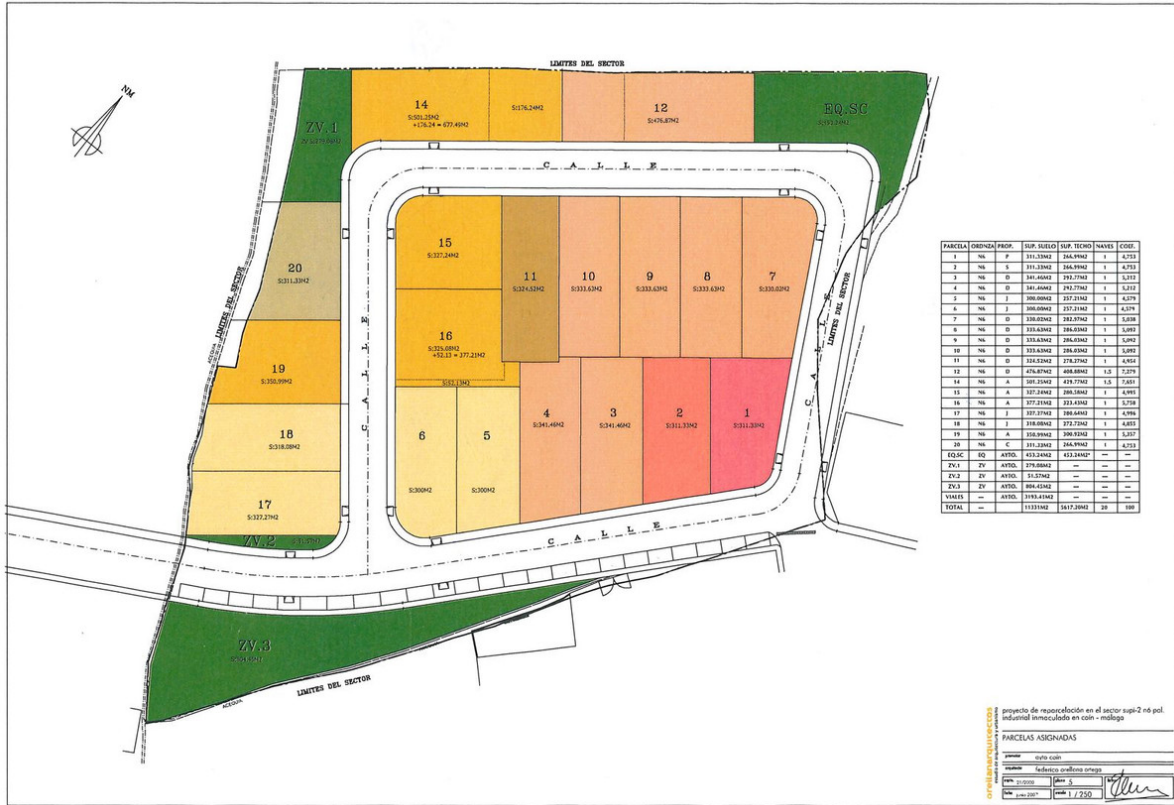 LIMITES DEL SECTOR
NM
ZV.1
14
S:501.25M2
+176.24 = 677.49M2
S:176.24M2
12
S:476.87M2
EQ.SC
CALLE
20
S:311.33M2
15
S:327.24M2
11
S:324.52M2
10
S:333.63M2
9
S:333.63M2
8
S:333.63M2
7
S:330.02M2
16
S:325.08M2
+52.13 = 377.21M2
S:52.13M2
LIMITES DEL SECTOR
ACEQUIA
19
S:350.99M2
CALLE
CALLE
LIMITES DEL SECTOR
18
S:318.08M2
6
S:300M2
5
S:300M2
4
S:341.46M2
3
S:341.46M2
2
S:311.33M2
1
S:311.33M2
17
S:327.27M2
ZV.2
CALLE
ZV.3
LIMITES DEL SECTOR
ACEQUIA
PARCELA ORDNZA PROP. SUP. SUELO SUP. TECHO NAVES COEF.
1 N6 P 311.33M2 266.99M2 1 4,753
2 N6 S 311.33M2 266.99M2 1 4,753
3 N6 D 341.46M2 292.77M2 1 5,212
4 N6 D 341.46M2 292.77M2 1 5,212
5 N6 J 300.00M2 257.21M2 1 4,579
6 N6 J 300.00M2 257.21M2 1 4,579
7 N6 D 330.02M2 282.97M2 1 5,038
8 N6 D 333.63M2 286.03M2 1 5,092
9 N6 D 333.63M2 286.03M2 1 5,092
10 N6 D 333.63M2 286.03M2 1 5,092
11 N6 D 324.52M2 278.27M2 1 4,954
12 N6 D 476.87M2 408.88M2 1,5 7,279
14 N6 A 501.25M2 429.77M2 1,5 7,651
15 N6 A 327.24M2 280.58M2 1 4,995
16 N6 A 377.21M2 323.43M2 1 5,758
17 N6 J 327.27M2 280.64M2 1 4,996
18 N6 J 318.08M2 272.72M2 1 4,855
19 N6 A 350.99M2 300.92M2 1 5,357
20 N6 C 311.33M2 266.99M2 1 4,753
EQ.SC EQ AYTO. 453.24M2 453.24M2* — —
ZV.1 ZV AYTO. 279.08M2 — — —
ZV.2 ZV AYTO. 51.57M2 — — —
ZV.3 ZV AYTO. 804.45M2 — — —
VIALES — AYTO. 3193.41M2 — — —
TOTAL — 11331M2 5617.20M2 20 100
orellanarquitectos
proyecto de reparcelación en el sector supi-2 n6 pol.
industrial inmaculada en coín - málaga
PARCELAS ASIGNADAS
ayto coín
federico orellana ortega
plano 5
escala 1 / 250